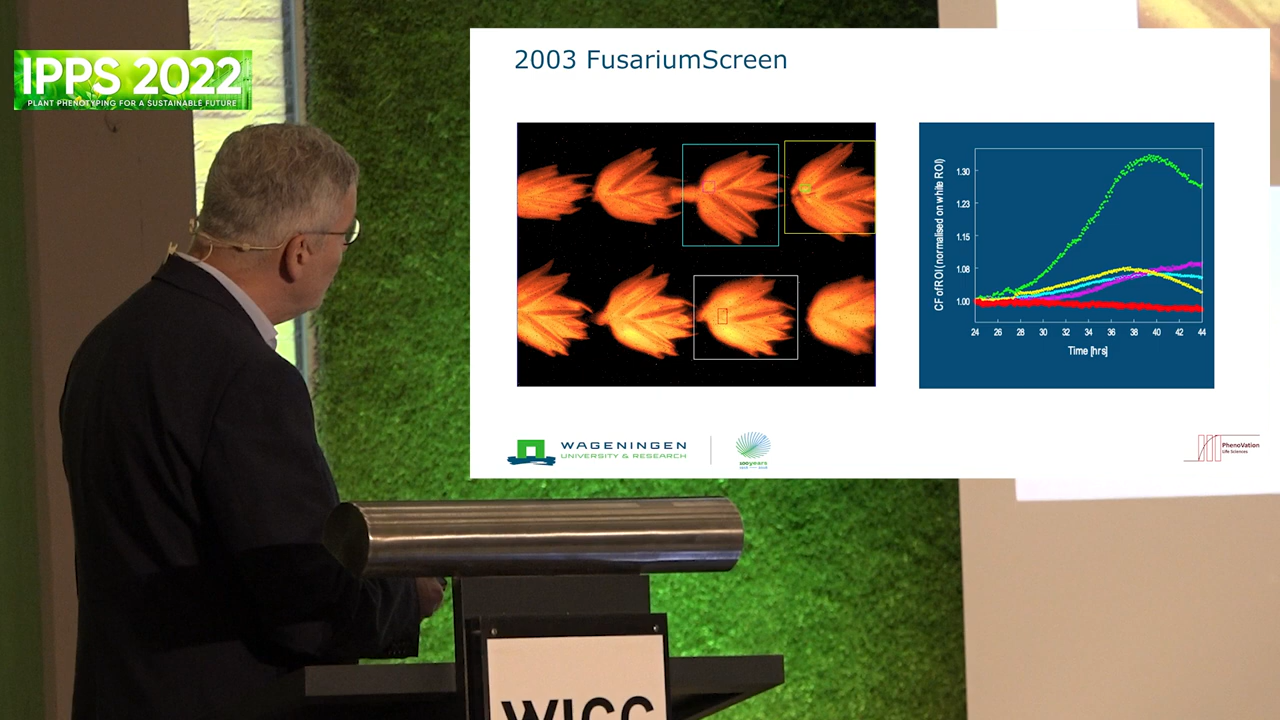 IPPS 2022
PLANT PHENOTYPING FOR A SUSTAINABLE FUTURE
2003 FusariumScreen
CF of ROI (normalised on while ROI)
1.30
1.23
1.15
1.08
1.00
24 26 28 30 32 34 36 38 40 42 44
Time [hrs]
WAGENINGEN
UNIVERSITY & RESEARCH
100years
PhenoVation
Life Sciences
WICC